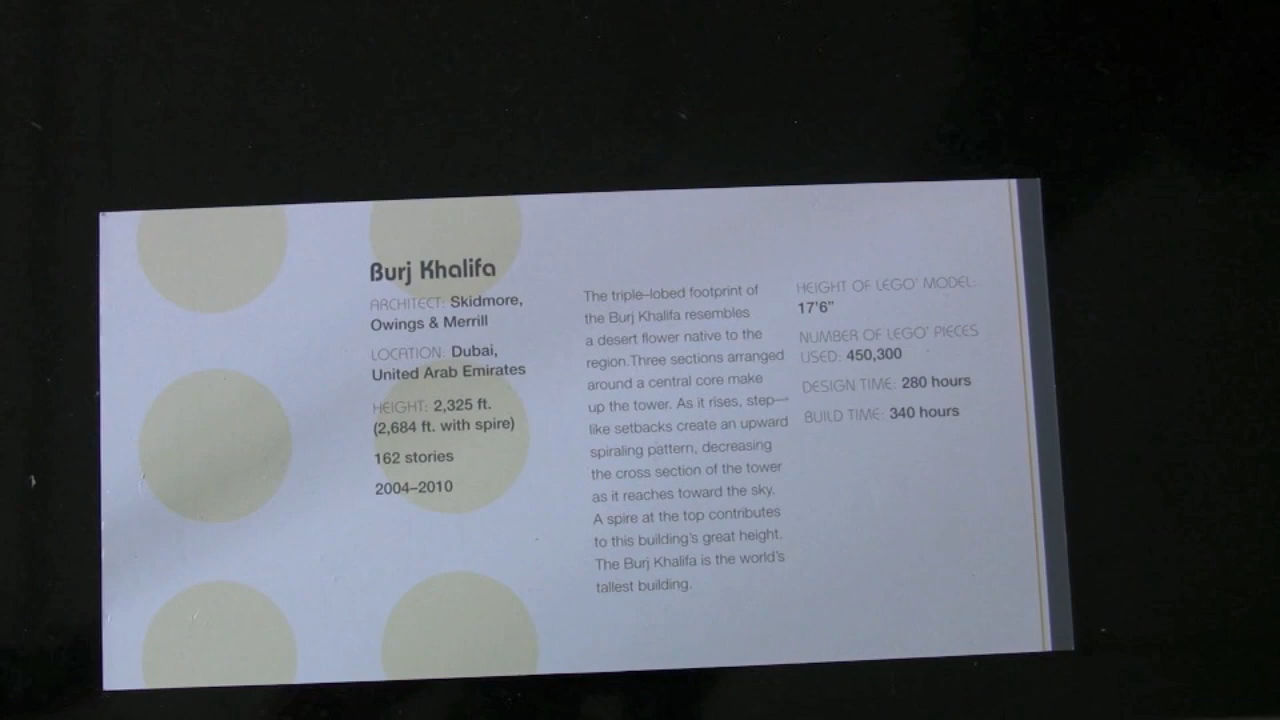 Burj Khalifa
ARCHITECT: Skidmore,
Owings & Merrill
LOCATION: Dubai,
United Arab Emirates
HEIGHT: 2,325 ft.
(2,684 ft. with spire)
162 stories
2004–2010
The triple–lobed footprint of
the Burj Khalifa resembles
a desert flower native to the
region.Three sections arranged
around a central core make
up the tower. As it rises, step—
like setbacks create an upward
spiraling pattern, decreasing
the cross section of the tower
as it reaches toward the sky.
A spire at the top contributes
to this building's great height.
The Burj Khalifa is the world's
tallest building.
HEIGHT OF LEGO® MODEL:
17'6"
NUMBER OF LEGO® PIECES
USED: 450,300
DESIGN TIME: 280 hours
BUILD TIME: 340 hours